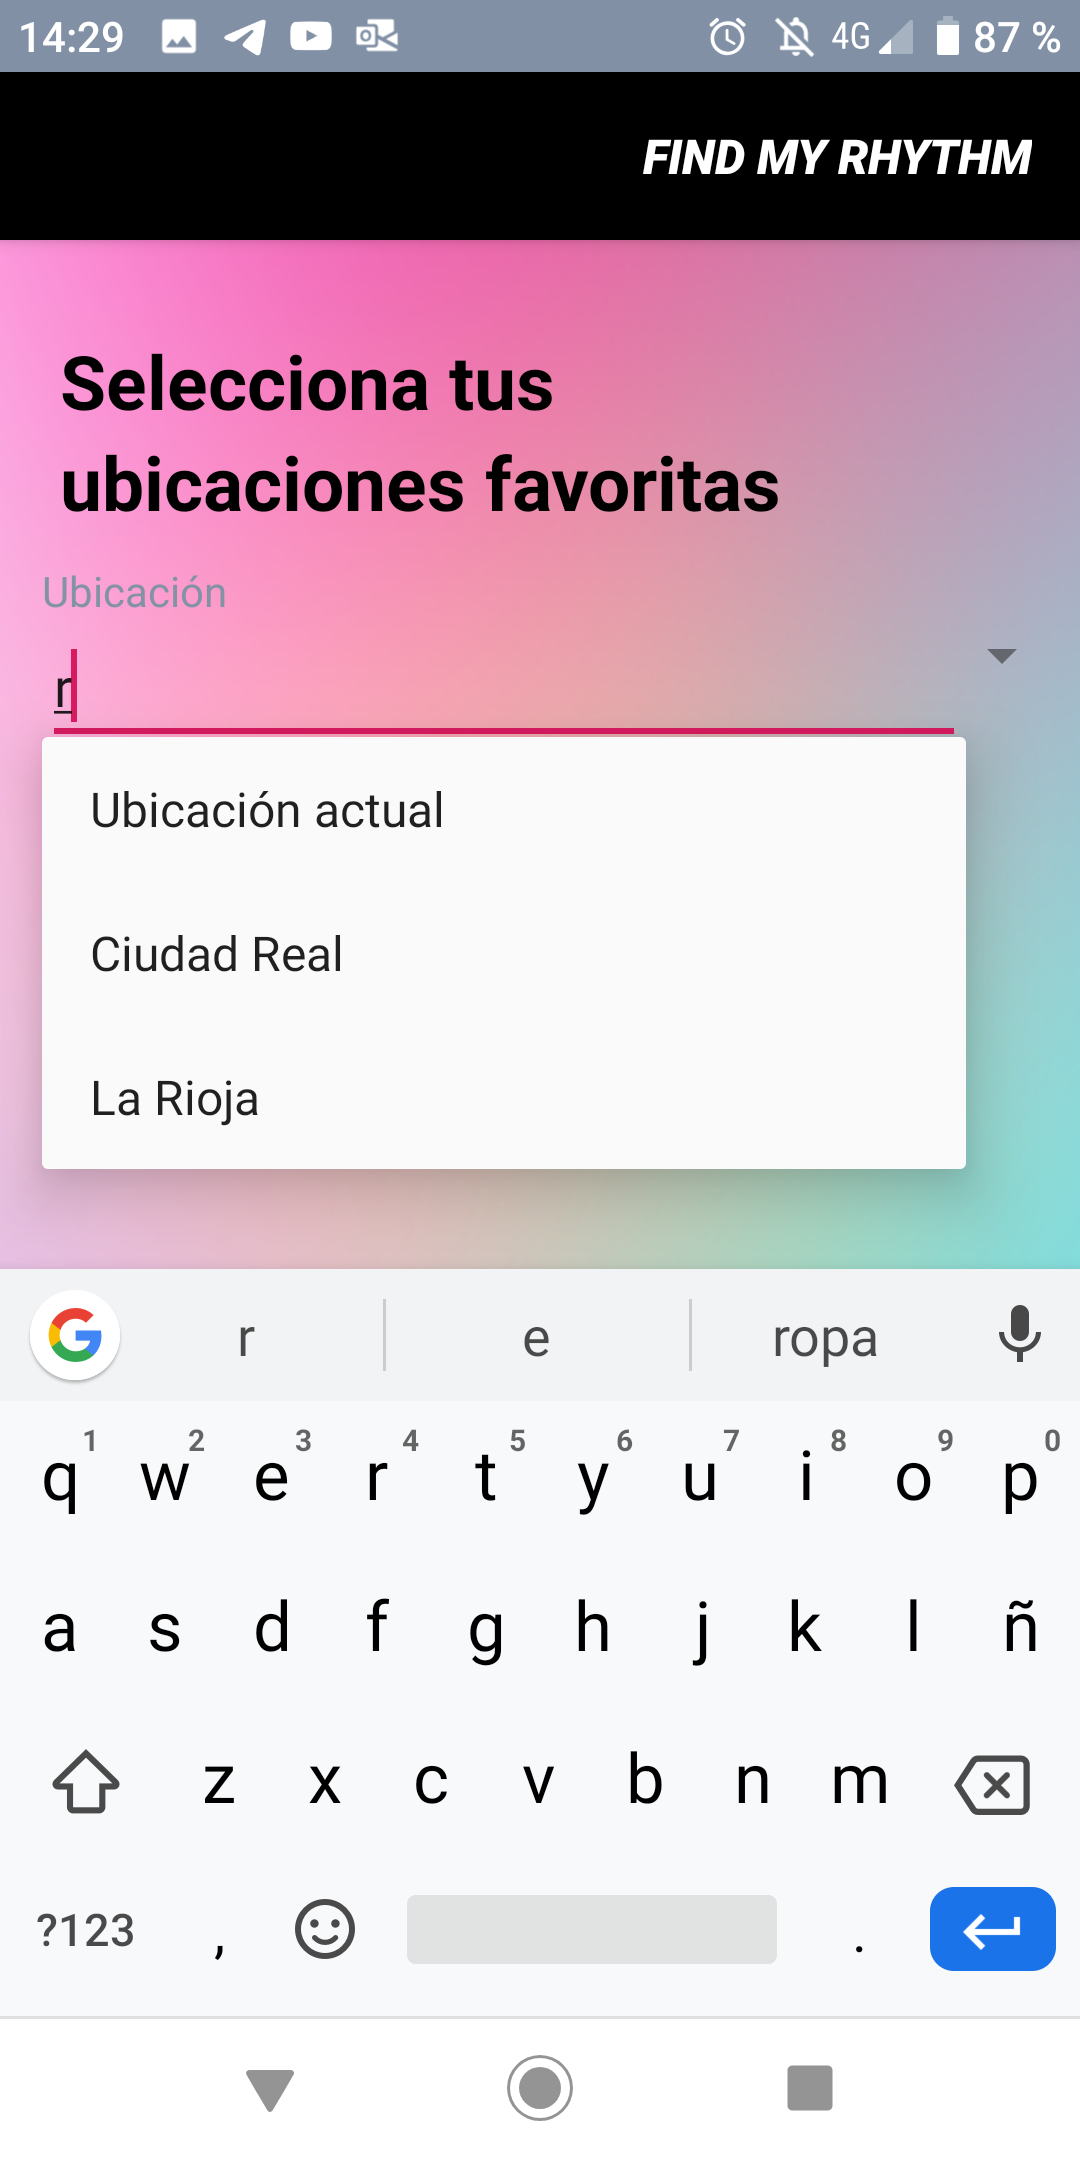 14:29 4G 87 %
FIND MY RHYTHM
Selecciona tus
ubicaciones favoritas
Ubicación
r
Ubicación actual
Ciudad Real
La Rioja
r e ropa
1 2 3 4 5 6 7 8 9 0
q w e r t y u i o p
a s d f g h j k l ñ
z x c v b n m
?123 , .